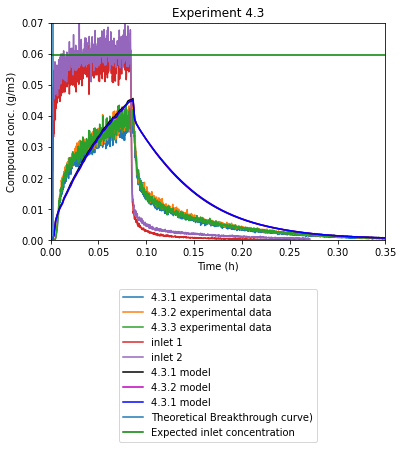 Experiment 4.3
Compound conc. (g/m3)
0.07
0.06
0.05
0.04
0.03
0.02
0.01
0.00
0.00 0.05 0.10 0.15 0.20 0.25 0.30 0.35
Time (h)
4.3.1 experimental data
4.3.2 experimental data
4.3.3 experimental data
inlet 1
inlet 2
4.3.1 model
4.3.2 model
4.3.1 model
Theoretical Breakthrough curve)
Expected inlet concentration